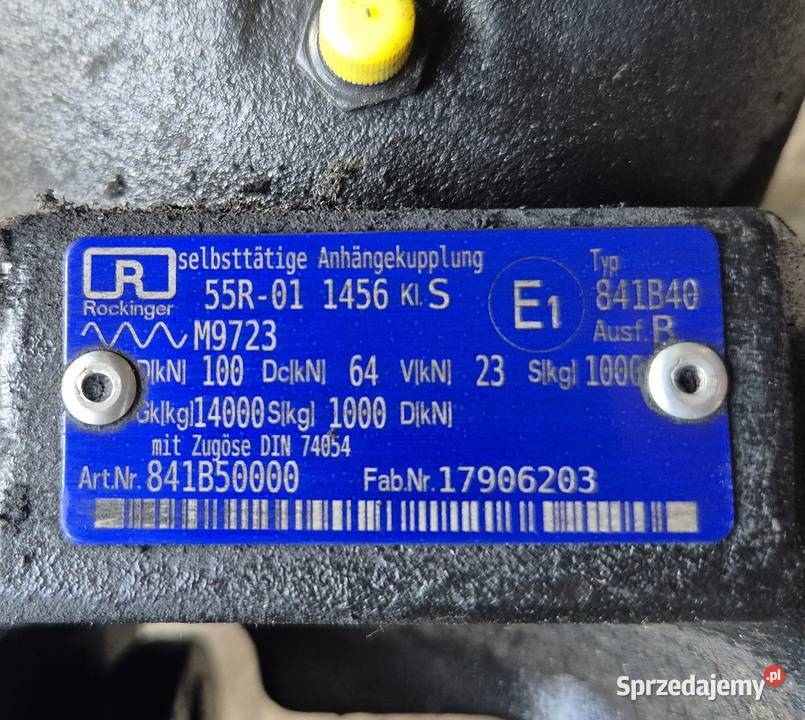 selbsttätige Anhängekupplung
R
Rockinger
55R-01 1456 Kl. S
E1
Typ
841B40
Ausf. B
M9723
D[kN] 100 Dc[kN] 64 V[kN] 23 S[kg] 1000
Gk[kg] 14000 S[kg] 1000 D[kN]
mit Zugöse DIN 74054
Art.Nr. 841B50000 Fab.Nr. 17906203
Sprzedajemy.pl